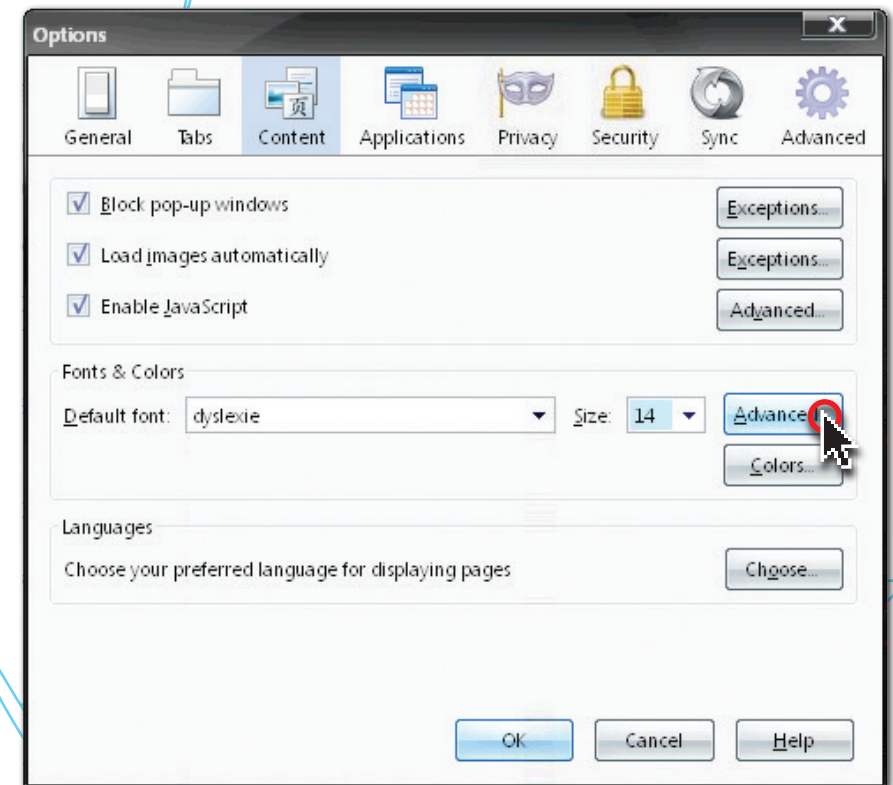 Options
x
页
General Tabs Content Applications Privacy Security Sync Advanced
Block pop-up windows Exceptions...
Load images automatically Exceptions...
Enable JavaScript Advanced...
Fonts & Colors
Default font: dyslexie Size: 14
Colors...
Languages
Choose your preferred language for displaying pages Choose...
OK Cancel Help